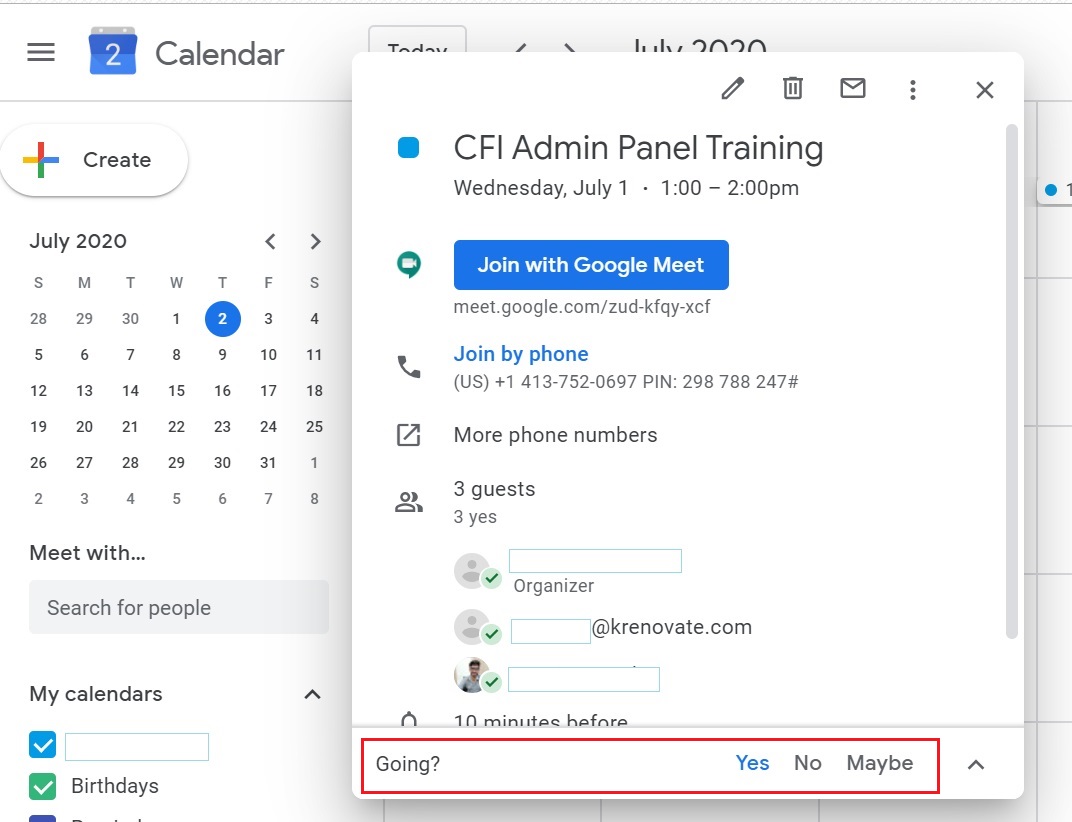 2
Calendar
Today
July 2020
Create
July 2020
S M T W T F S
28 29 30 1 2 3 4
5 6 7 8 9 10 11
12 13 14 15 16 17 18
19 20 21 22 23 24 25
26 27 28 29 30 31 1
2 3 4 5 6 7 8
Meet with...
Search for people
My calendars
Birthdays
CFI Admin Panel Training
Wednesday, July 1 · 1:00 – 2:00pm
Join with Google Meet
meet.google.com/zud-kfqy-xcf
Join by phone
(US) +1 413-752-0697 PIN: 298 788 247#
More phone numbers
3 guests
3 yes
Organizer
@krenovate.com
10 minutes before
Going? Yes No Maybe
1